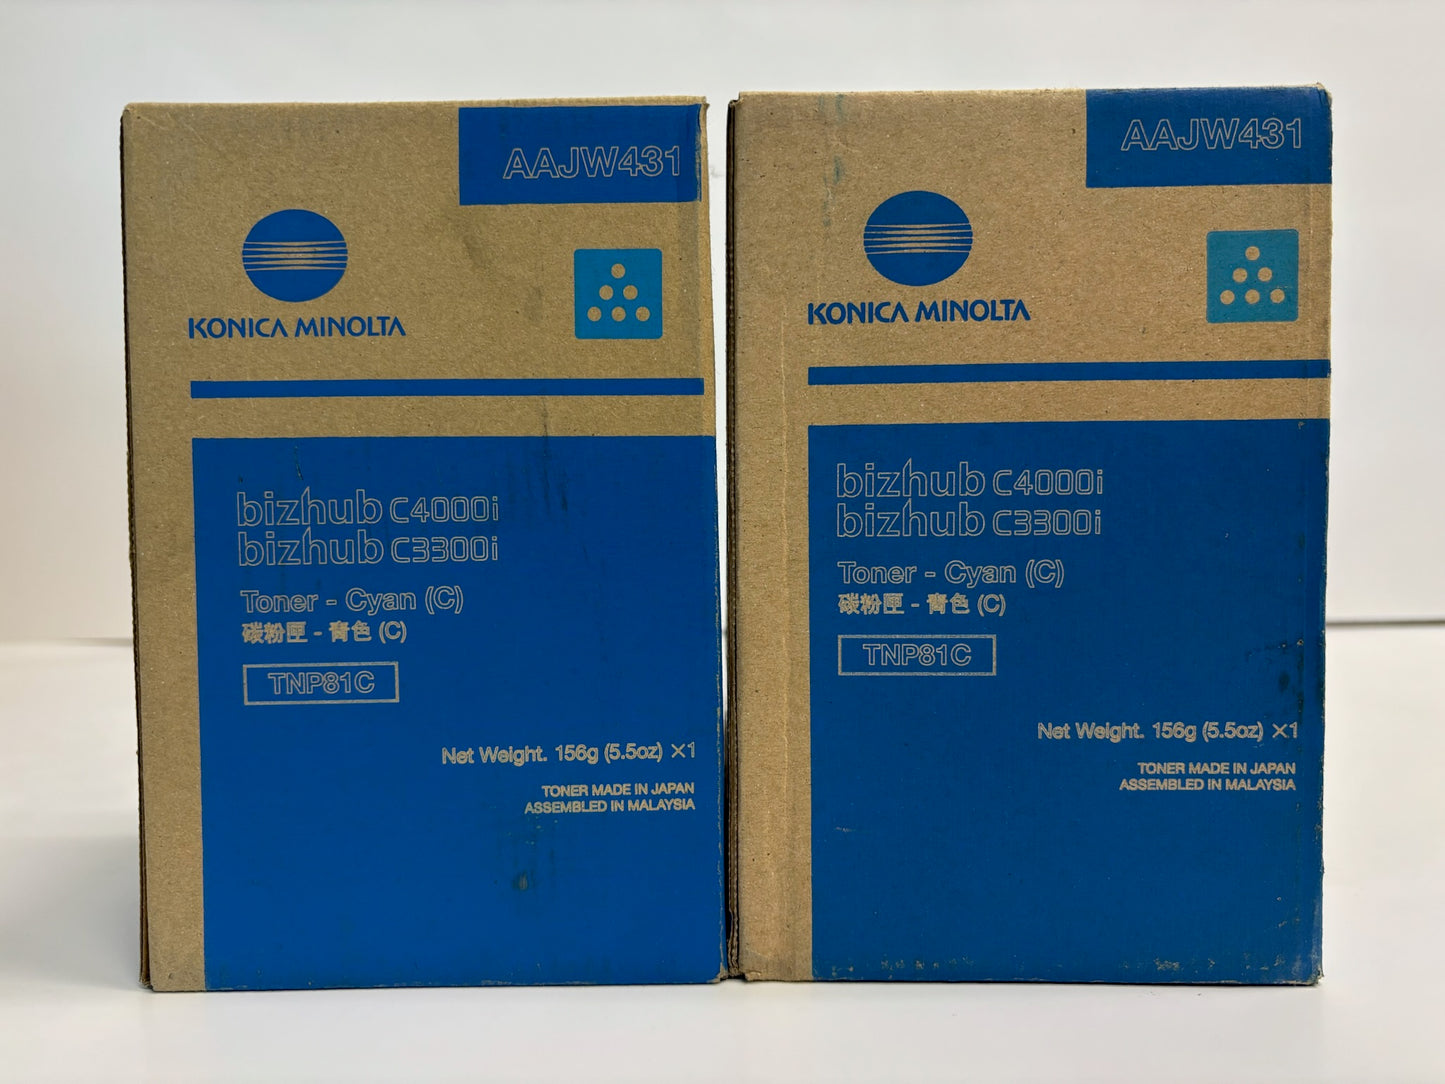 AAJW431
KONICA MINOLTA
bizhub C4000i
bizhub C3300i
Toner - Cyan (C)
碳粉匣 - 青色 (C)
TNP81C
Net Weight. 156g (5.5oz) ×1
TONER MADE IN JAPAN
ASSEMBLED IN MALAYSIA
AAJW431
KONICA MINOLTA
bizhub C4000i
bizhub C3300i
Toner - Cyan (C)
碳粉匣 - 青色 (C)
TNP81C
Net Weight. 156g (5.5oz) ×1
TONER MADE IN JAPAN
ASSEMBLED IN MALAYSIA